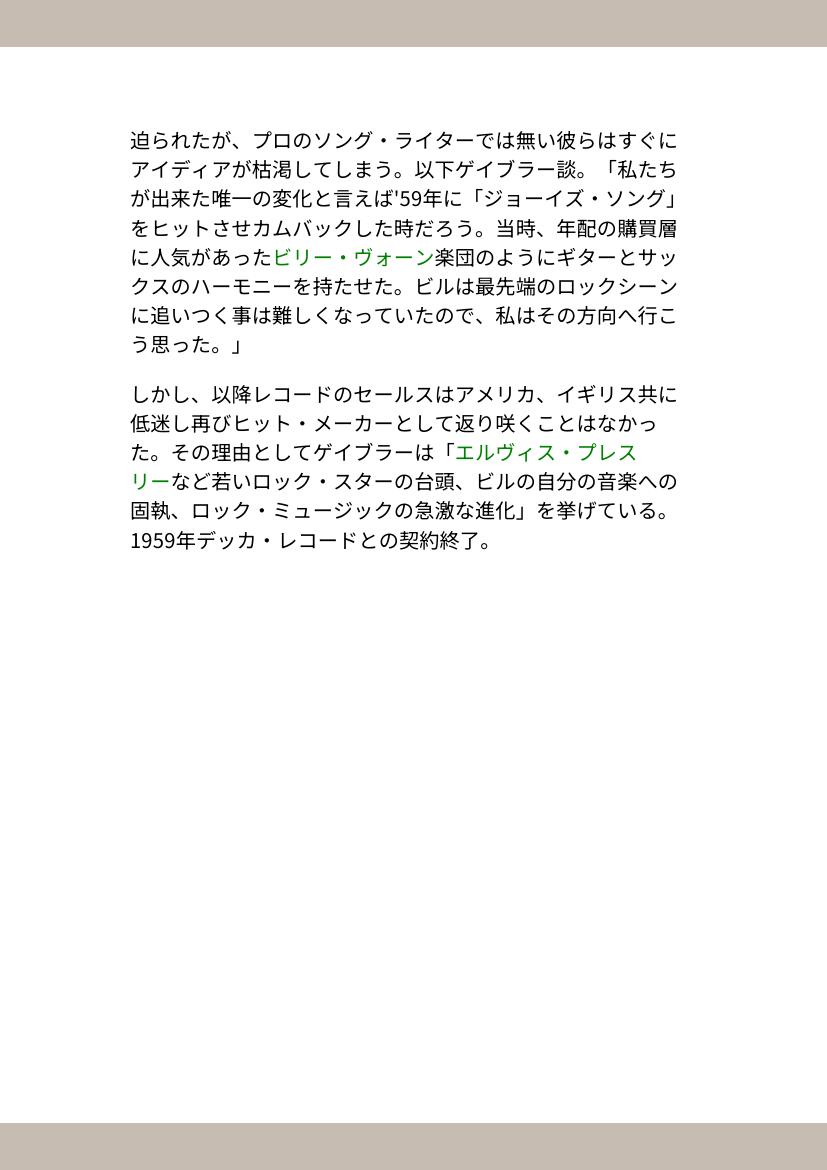 迫られたが、プロのソング・ライターでは無い彼らはすぐに
アイディアが枯渇してしまう。以下ゲイブラー談。「私たち
が出来た唯一の変化と言えば'59年に「ジョーイズ・ソング」
をヒットさせカムバックした時だろう。当時、年配の購買層
に人気があったビリー・ヴォーン楽団のようにギターとサッ
クスのハーモニーを持たせた。ビルは最先端のロックシーン
に追いつく事は難しくなっていたので、私はその方向へ行こ
う思った。」
しかし、以降レコードのセールスはアメリカ、イギリス共に
低迷し再びヒット・メーカーとして返り咲くことはなかっ
た。その理由としてゲイブラーは「エルヴィス・プレス
リーなど若いロック・スターの台頭、ビルの自分の音楽への
固執、ロック・ミュージックの急激な進化」を挙げている。
1959年デッカ・レコードとの契約終了。